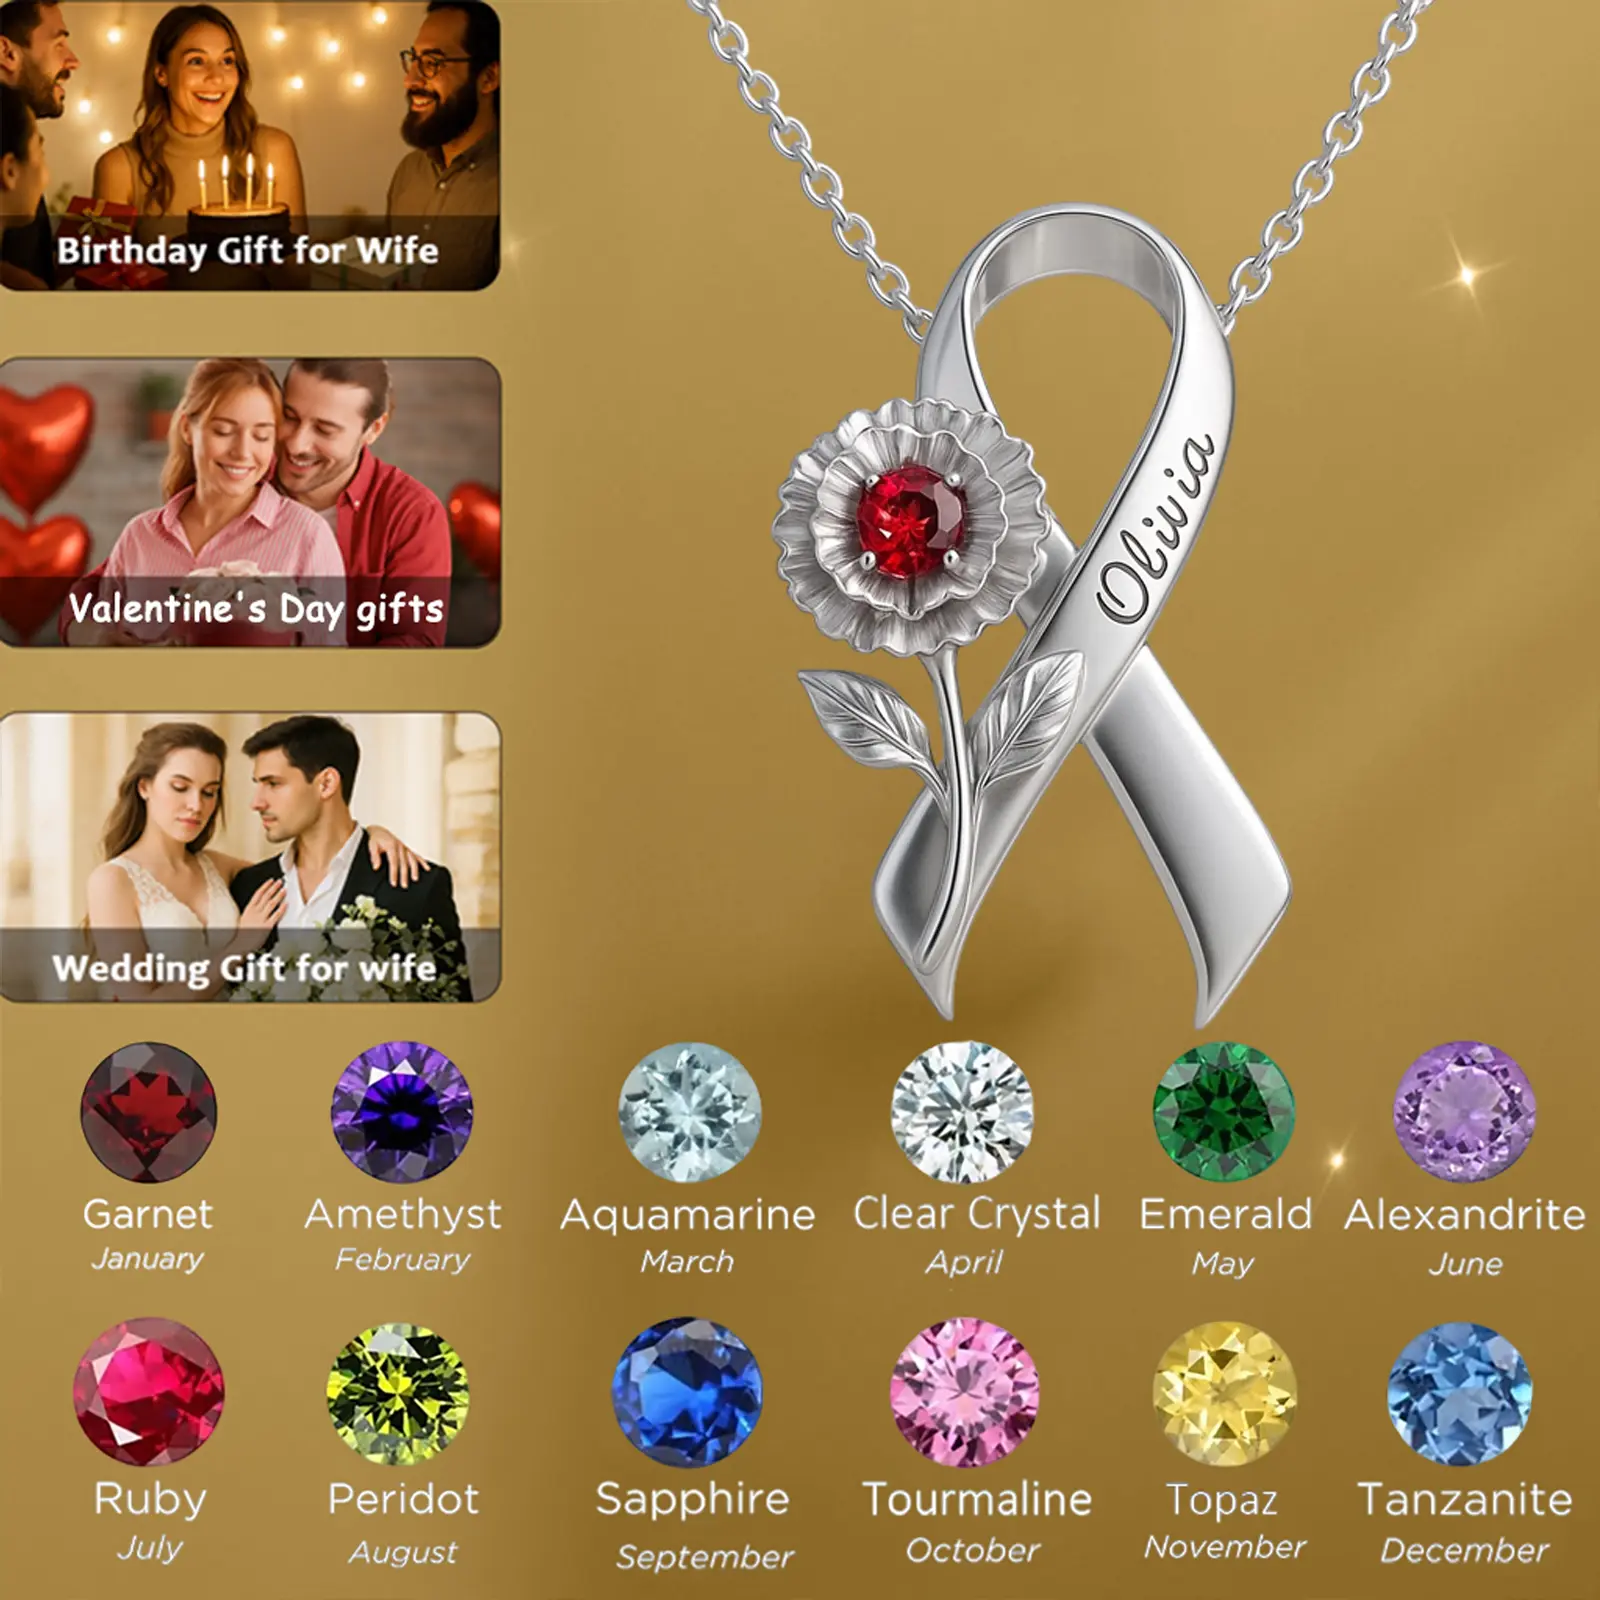 Birthday Gift for Wife
Valentine's Day gifts
Wedding Gift for wife
Olivia
Garnet
January
Amethyst
February
Aquamarine
March
Clear Crystal
April
Emerald
May
Alexandrite
June
Ruby
July
Peridot
August
Sapphire
September
Tourmaline
October
Topaz
November
Tanzanite
December